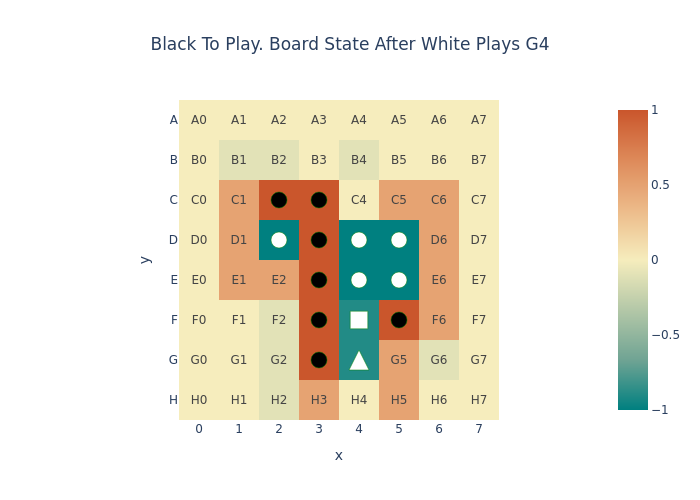 Black To Play. Board State After White Plays G4
A A0 A1 A2 A3 A4 A5 A6 A7
B B0 B1 B2 B3 B4 B5 B6 B7
C C0 C1 C4 C5 C6 C7
D D0 D1 D6 D7
E E0 E1 E2 E6 E7
F F0 F1 F2 F6 F7
G G0 G1 G2 G5 G6 G7
H H0 H1 H2 H3 H4 H5 H6 H7
0 1 2 3 4 5 6 7
x
y
1
0.5
0
−0.5
−1